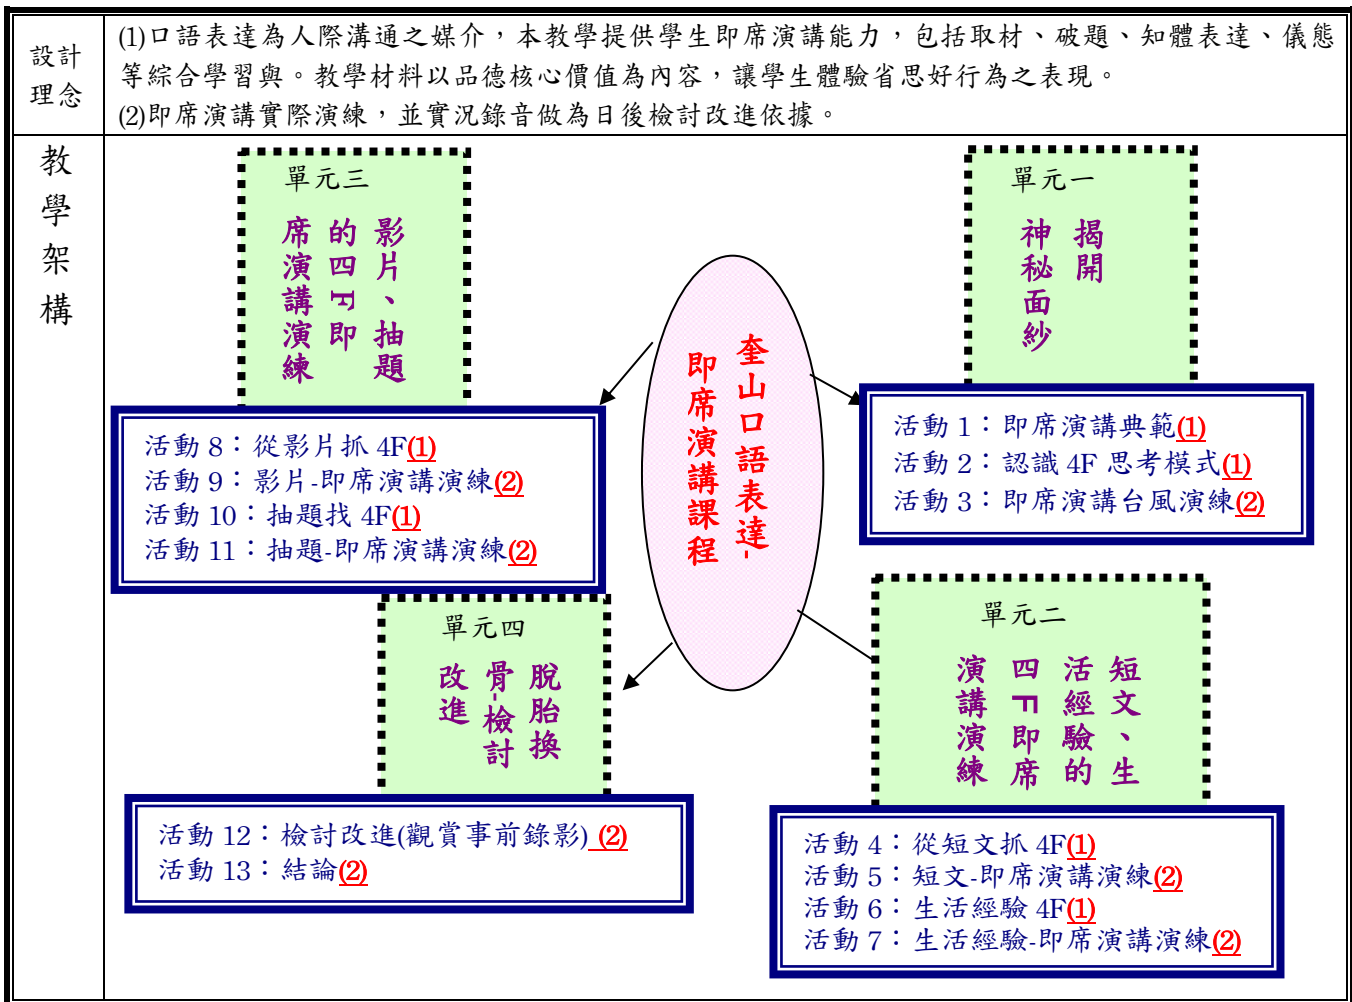 設計
理念
(1)口語表達為人際溝通之媒介，本教學提供學生即席演講能力，包括取材、破題、知體表達、儀態
等綜合學習與。教學材料以品德核心價值為內容，讓學生體驗省思好行為之表現。
(2)即席演講實際演練，並實況錄音做為日後檢討改進依據。
教
學
架
構
單元三
影片、抽題
的四F即
席演講演練
活動 8：從影片抓 4F(1)
活動 9：影片-即席演講演練(2)
活動 10：抽題找 4F(1)
活動 11：抽題-即席演講演練(2)
單元一
揭開
神秘面紗
活動 1：即席演講典範(1)
活動 2：認識 4F 思考模式(1)
活動 3：即席演講台風演練(2)
奎山口語表達-
即席演講課程
單元四
脫胎換
骨-檢討
改進
活動 12：檢討改進(觀賞事前錄影) (2)
活動 13：結論(2)
單元二
短文、生
活經驗的
四F即席
演講演練
活動 4：從短文抓 4F(1)
活動 5：短文-即席演講演練(2)
活動 6：生活經驗 4F(1)
活動 7：生活經驗-即席演講演練(2)